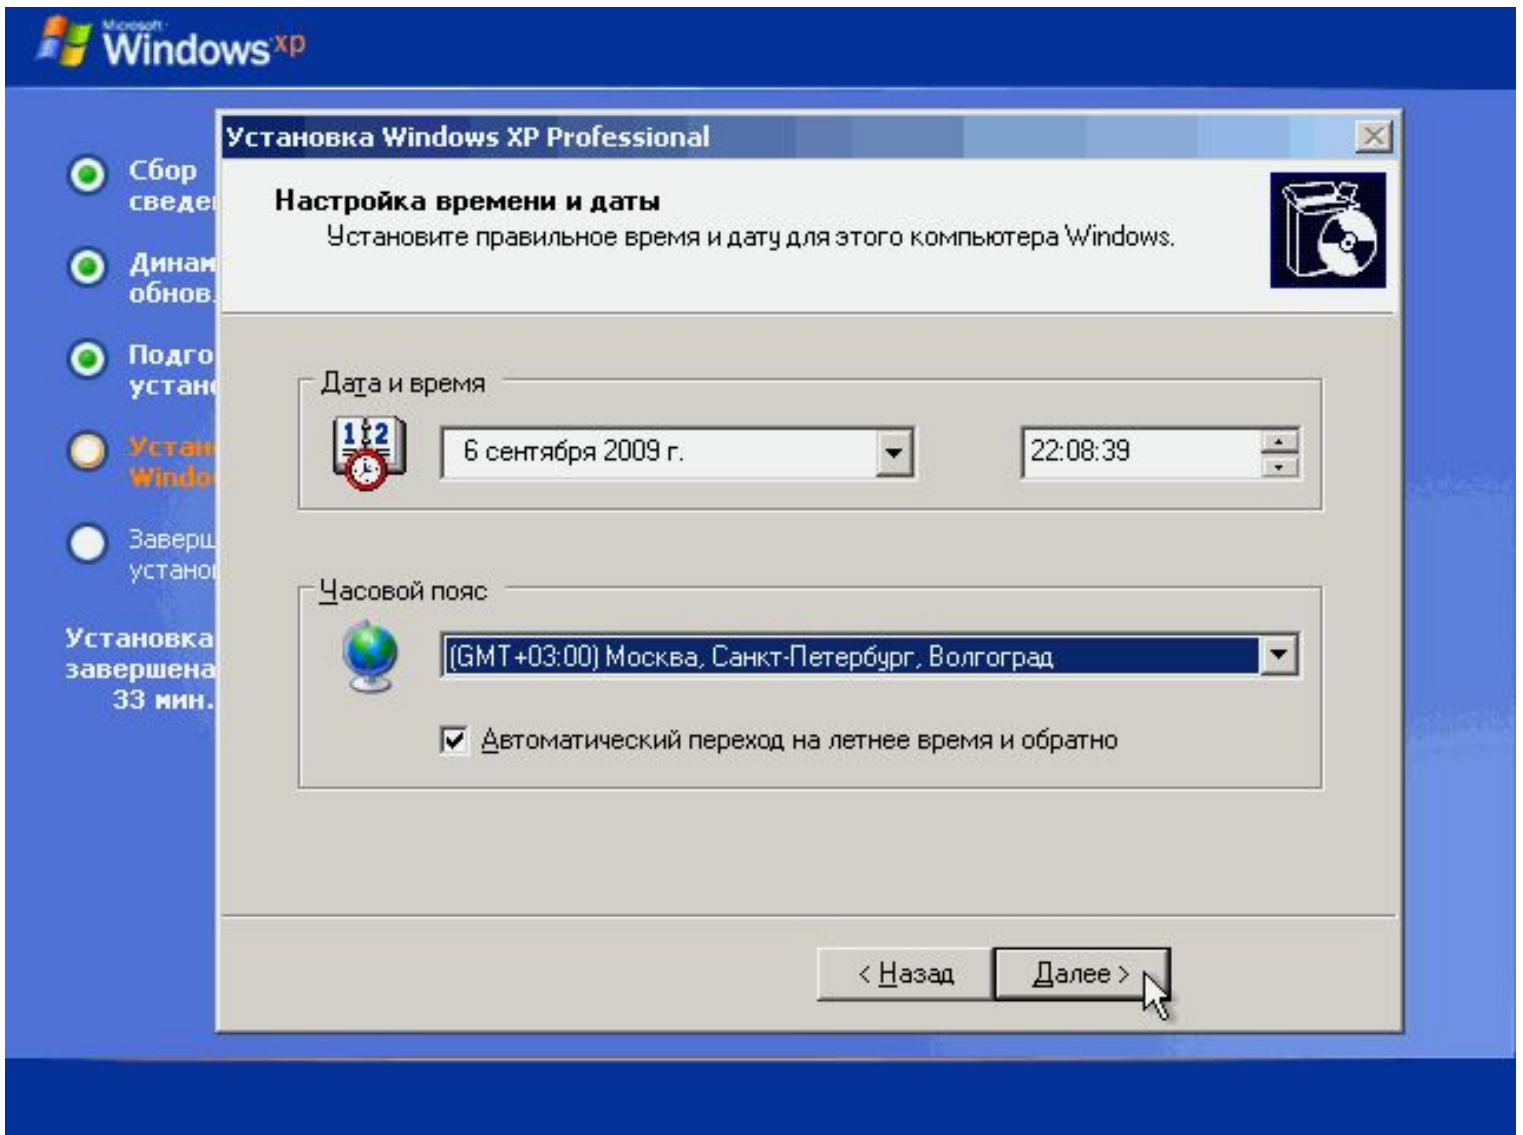 Microsoft
Windows xp
Установка Windows XP Professional
Настройка времени и даты
Установите правильное время и дату для этого компьютера Windows.
Сбор
Дата и время
12
6 сентября 2009 г.
22:08:39
Часовой пояс
(GMT+03:00) Москва, Санкт-Петербург, Волгоград
Автоматический переход на летнее время и обратно
Установка
завершена
33 мин.
< Назад
Далее >